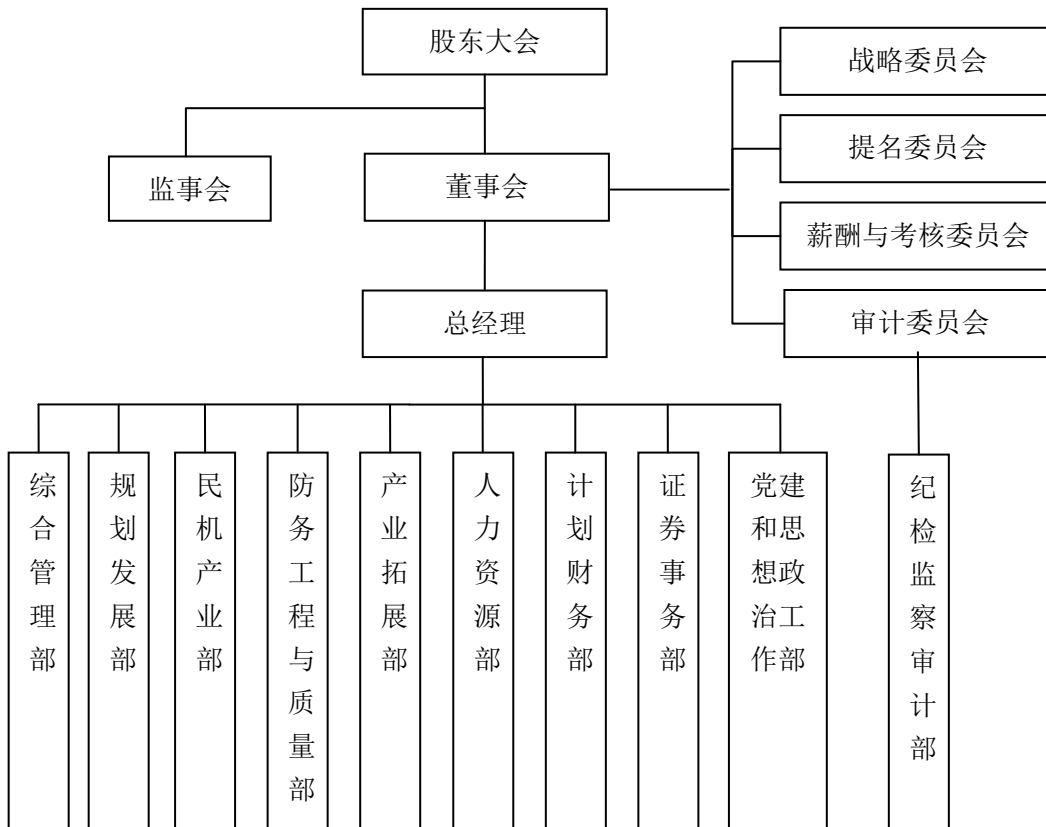 股东大会
战略委员会
提名委员会
监事会
董事会
薪酬与考核委员会
总经理
审计委员会
综合管理部
规划发展部
民机产业部
防务工程与质量部
产业拓展部
人力资源部
计划财务部
证券事务部
党建和思想政治工作部
纪检监察审计部